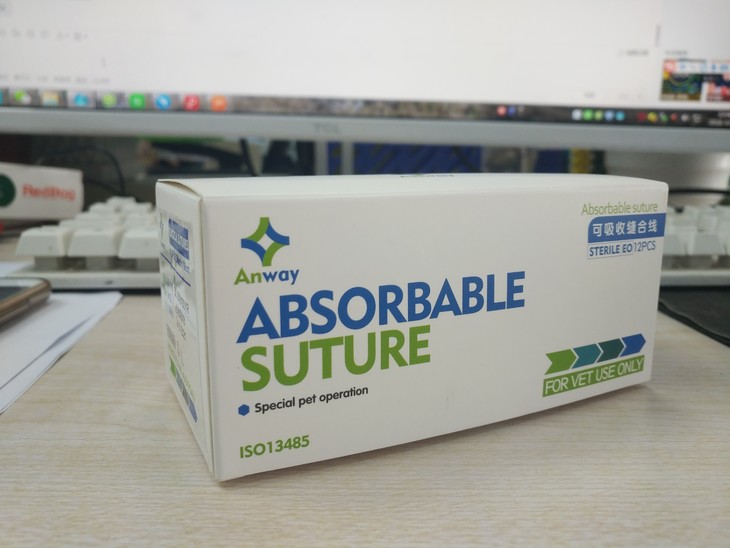 TCL
RedDog
Anway
ABSORBABLE
SUTURE
Special pet operation
ISO13485
Absorbable suture
可吸收缝合线
STERILE EO 12PCS
FOR VET USE ONLY